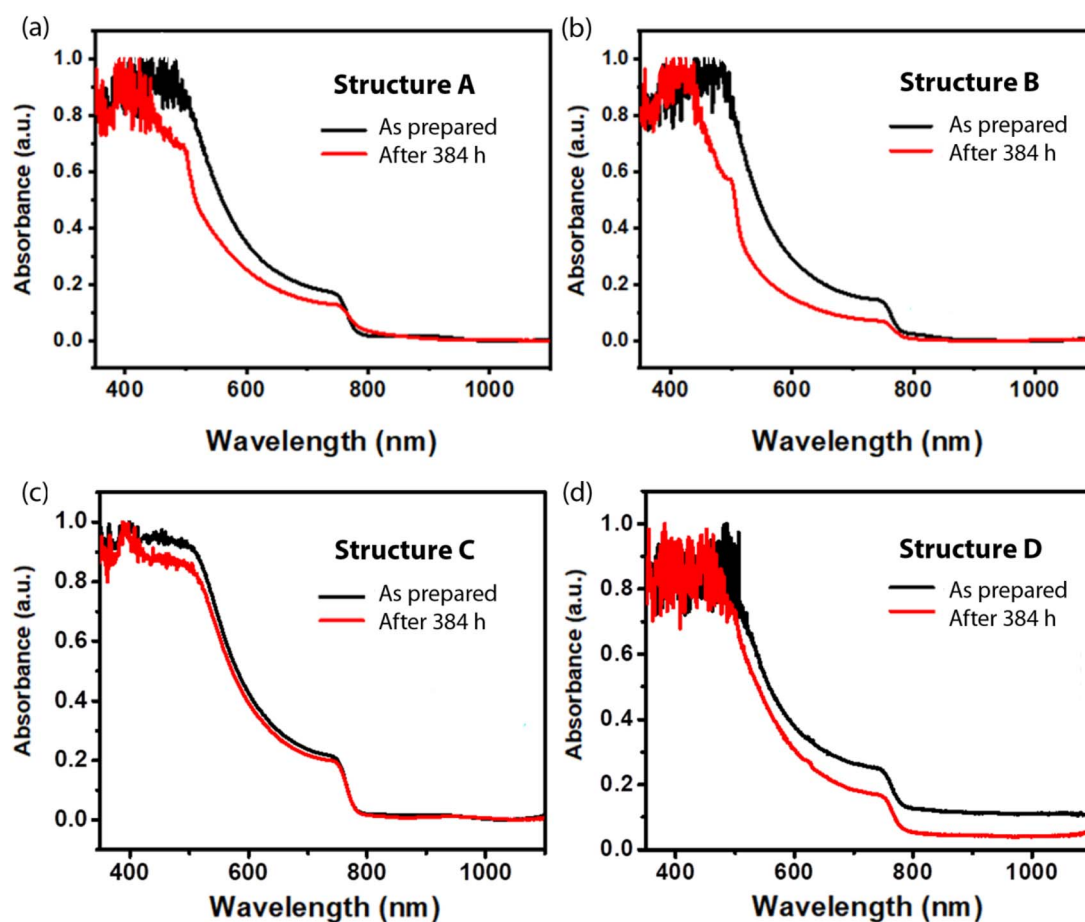 (a)
Structure A
As prepared
After 384 h
1.0
0.8
0.6
0.4
0.2
0.0
Absorbance (a.u.)
400 600 800 1000
Wavelength (nm)
(b)
Structure B
As prepared
After 384 h
1.0
0.8
0.6
0.4
0.2
0.0
Absorbance (a.u.)
400 600 800 1000
Wavelength (nm)
(c)
Structure C
As prepared
After 384 h
1.0
0.8
0.6
0.4
0.2
0.0
Absorbance (a.u.)
400 600 800 1000
Wavelength (nm)
(d)
Structure D
As prepared
After 384 h
1.0
0.8
0.6
0.4
0.2
0.0
Absorbance (a.u.)
400 600 800 1000
Wavelength (nm)